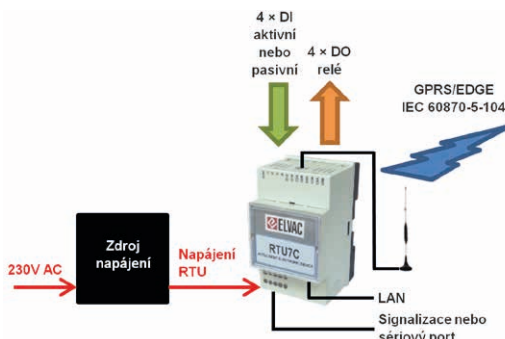 4 × DI
aktivní
nebo
pasivní
4 × DO
relé
GPRS/EDGE
IEC 60870-5-104
ELVAC
RTU7C
230V AC
Zdroj
napájení
Napájení
RTU
LAN
Signalizace nebo
sériový port